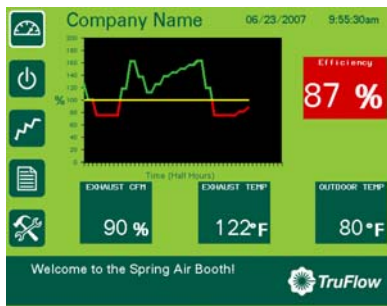 Company Name 06/23/2007 9:55:30am
200
180
160
140
120
100
80
60
40
20
0
%
Time (Half Hours)
Efficiency
87 %
EXHAUST CFM
90 %
EXHAUST TEMP
122°F
OUTDOOR TEMP
80°F
Welcome to the Spring Air Booth!
TruFlow